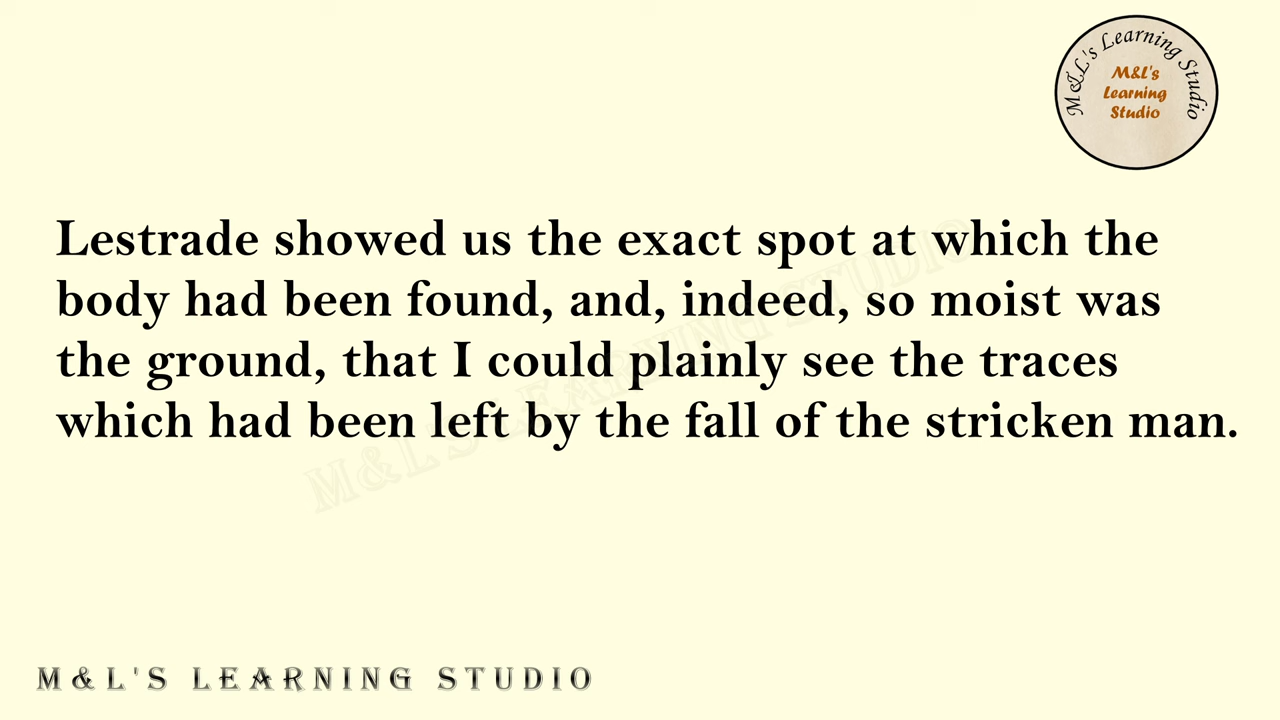 M&L's Learning Studio
M&L's
Learning
Studio
Lestrade showed us the exact spot at which the
body had been found, and, indeed, so moist was
the ground, that I could plainly see the traces
which had been left by the fall of the stricken man.
M&L'S LEARNING STUDIO
M&L'S LEARNING STUDIO